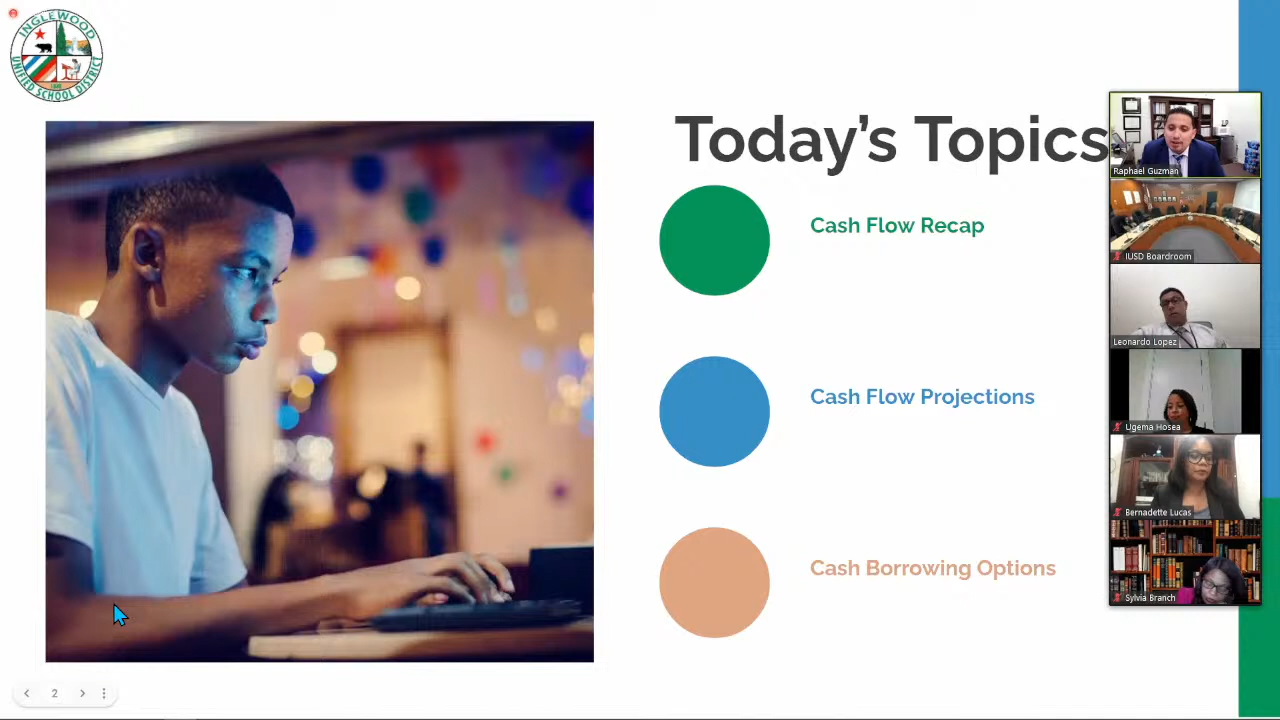 INGLEWOOD
UNIFIED SCHOOL DISTRICT
Today's Topics
Cash Flow Recap
Cash Flow Projections
Cash Borrowing Options
Raphael Guzman
IUSD Boardroom
Leonardo Lopez
Ugema Hosea
Bernadette Lucas
Sylvia Branch
2